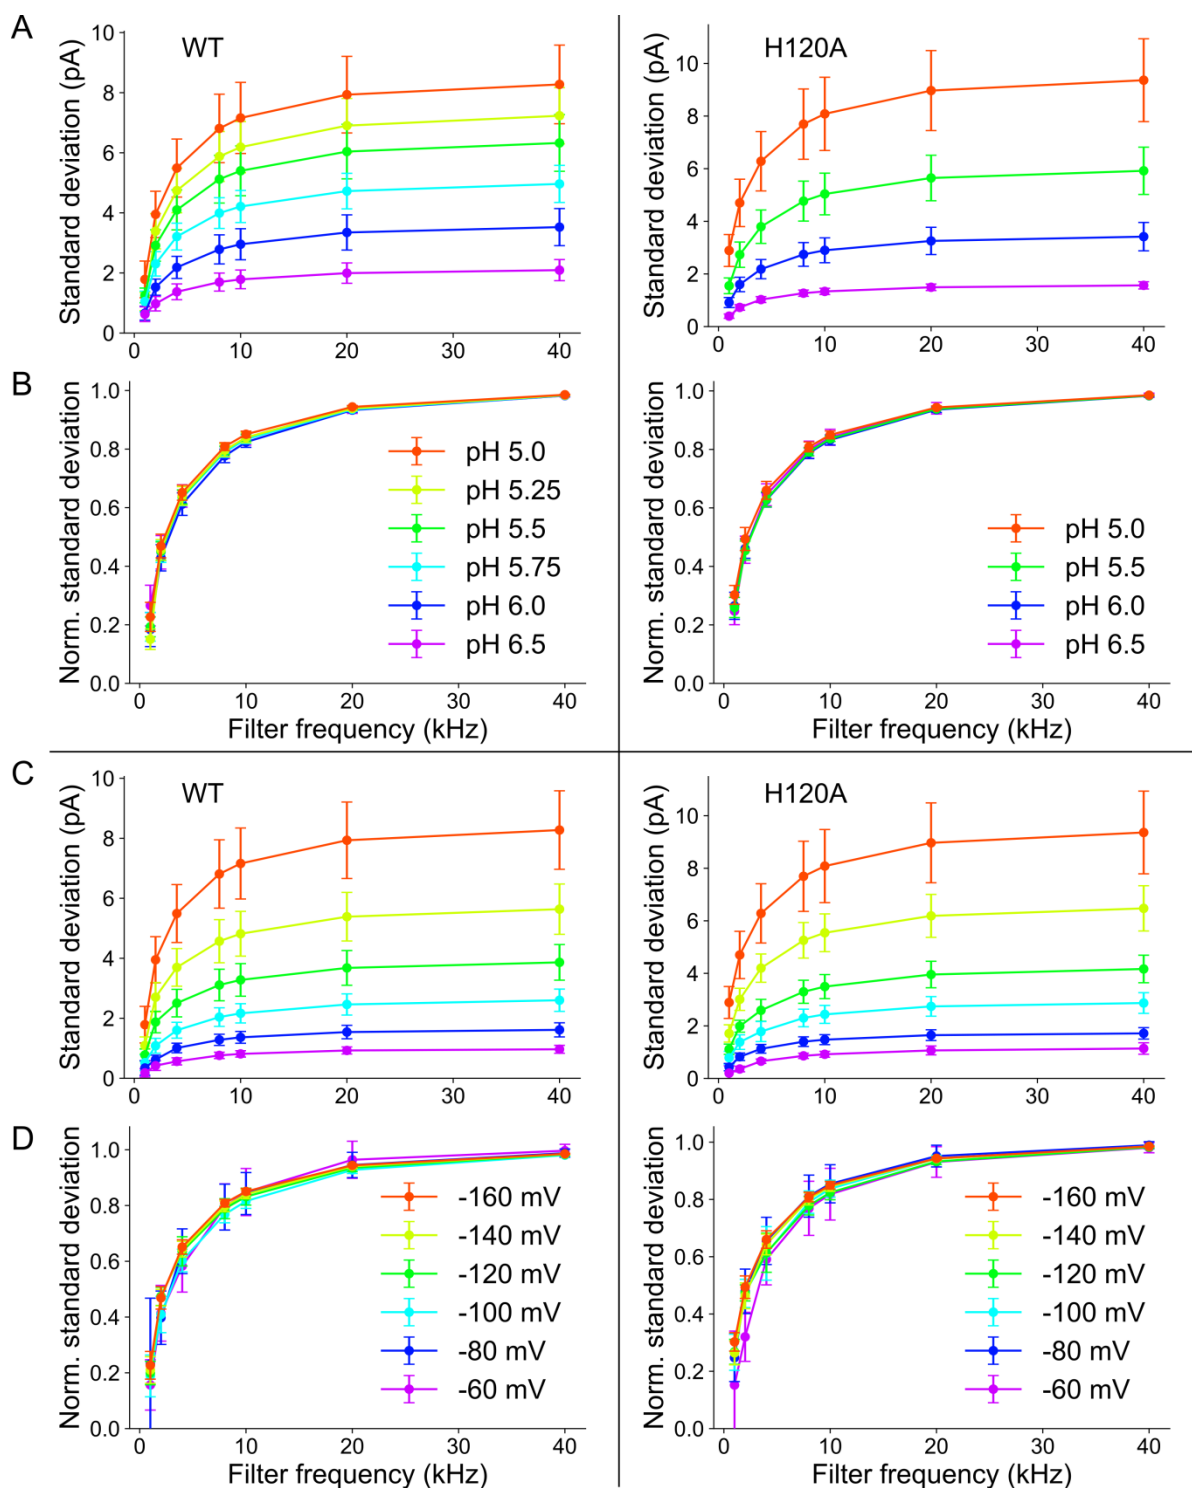 A
WT
H120A
Standard deviation (pA)
10
8
6
4
2
0
0
10
20
30
40
Standard deviation (pA)
10
8
6
4
2
0
0
10
20
30
40
B
Norm. standard deviation
1.0
0.8
0.6
0.4
0.2
0.0
pH 5.0
pH 5.25
pH 5.5
pH 5.75
pH 6.0
pH 6.5
0
10
20
30
40
Filter frequency (kHz)
Norm. standard deviation
1.0
0.8
0.6
0.4
0.2
0.0
pH 5.0
pH 5.5
pH 6.0
pH 6.5
0
10
20
30
40
Filter frequency (kHz)
C
WT
H120A
Standard deviation (pA)
10
8
6
4
2
0
0
10
20
30
40
Standard deviation (pA)
10
8
6
4
2
0
0
10
20
30
40
D
Norm. standard deviation
1.0
0.8
0.6
0.4
0.2
0.0
-160 mV
-140 mV
-120 mV
-100 mV
-80 mV
-60 mV
0
10
20
30
40
Filter frequency (kHz)
Norm. standard deviation
1.0
0.8
0.6
0.4
0.2
0.0
-160 mV
-140 mV
-120 mV
-100 mV
-80 mV
-60 mV
0
10
20
30
40
Filter frequency (kHz)